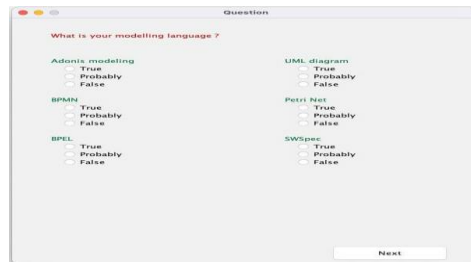 Question
What is your modelling language ?
Adonis modeling
True
Probably
False
BPMN
True
Probably
False
BPEL
True
Probably
False
UML diagram
True
Probably
False
Petri Net
True
Probably
False
SWSpec
True
Probably
False
Next